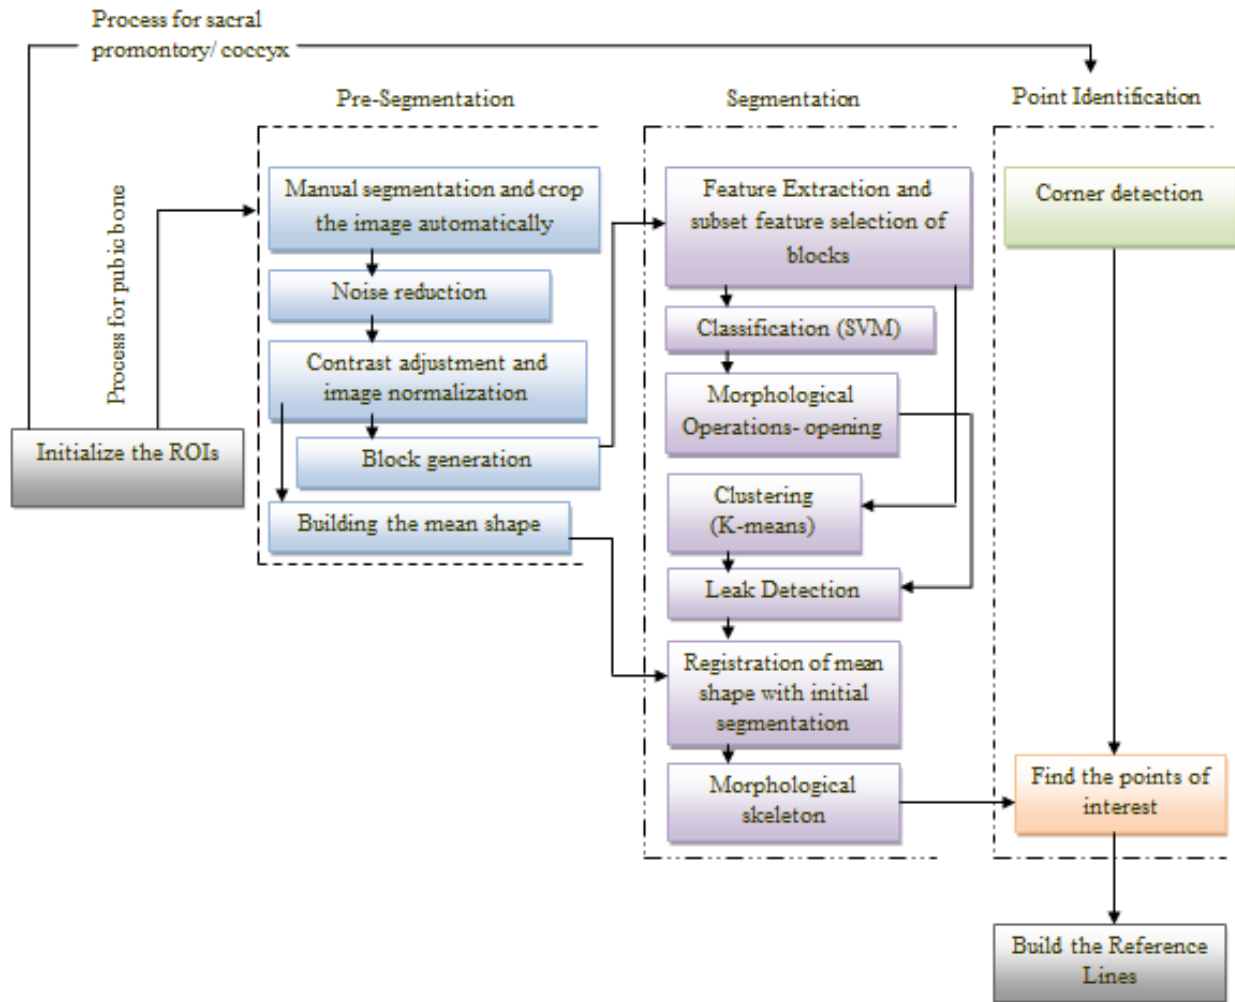 Process for sacral
promontory/ coccyx
Pre-Segmentation
Segmentation
Point Identification
Process for pubic bone
Initialize the ROIs
Manual segmentation and crop
the image automatically
Noise reduction
Contrast adjustment and
image normalization
Block generation
Building the mean shape
Feature Extraction and
subset feature selection of
blocks
Classification (SVM)
Morphological
Operations- opening
Clustering
(K-means)
Leak Detection
Registration of mean
shape with initial
segmentation
Morphological
skeleton
Corner detection
Find the points of
interest
Build the Reference
Lines